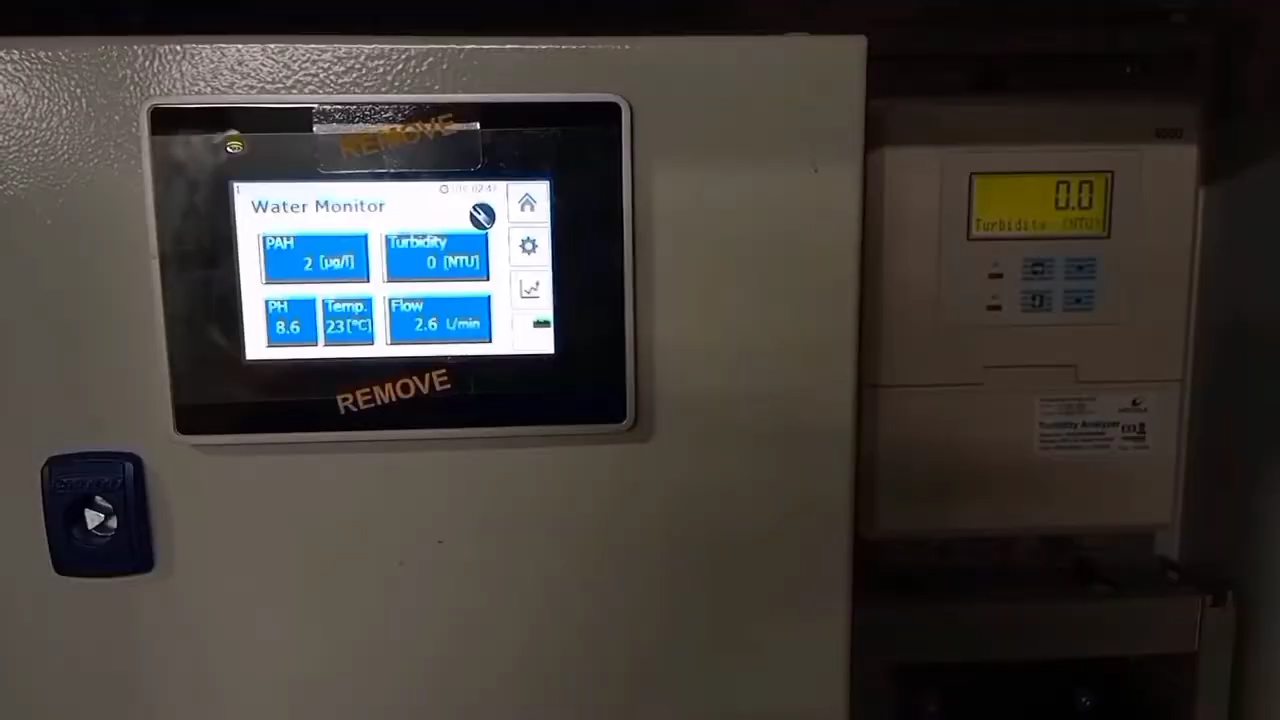 REMOVE
1
Water Monitor
PAH
2 [µg/l]
Turbidity
0 [NTU]
PH
8.6
Temp.
23[°C]
Flow
2.6 L/min
REMOVE
0.0
Turbidity (NTU)
Turbidity Analyzer